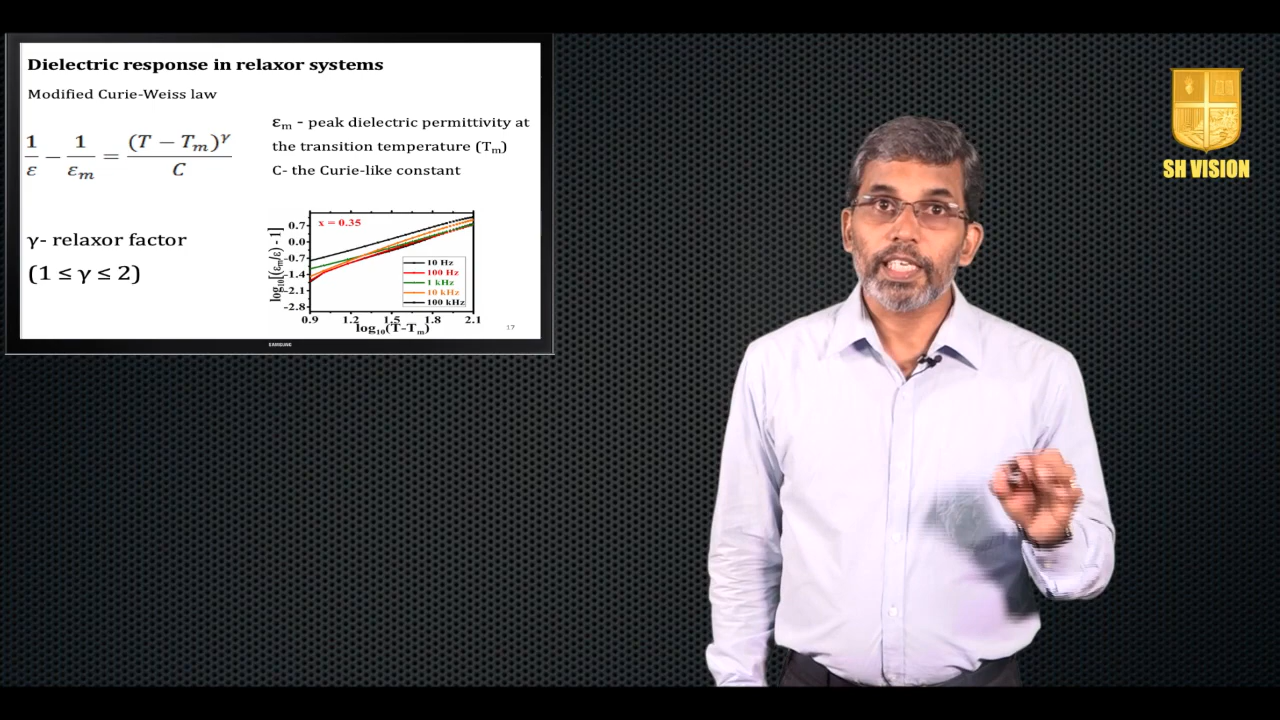 Dielectric response in relaxor systems
Modified Curie-Weiss law
1/ε − 1/εₘ = (T − Tₘ)^γ / C
εₘ - peak dielectric permittivity at
the transition temperature (Tₘ)
C- the Curie-like constant
γ- relaxor factor
(1 ≤ γ ≤ 2)
x = 0.35
log₁₀[(εₘ/ε) - 1]
0.7
0.0
-0.7
-1.4
-2.1
-2.8
10 Hz
100 Hz
1 kHz
10 kHz
100 kHz
0.9 1.2 1.5 1.8 2.1
log₁₀(T-Tₘ)
17
SAMSUNG
SH VISION